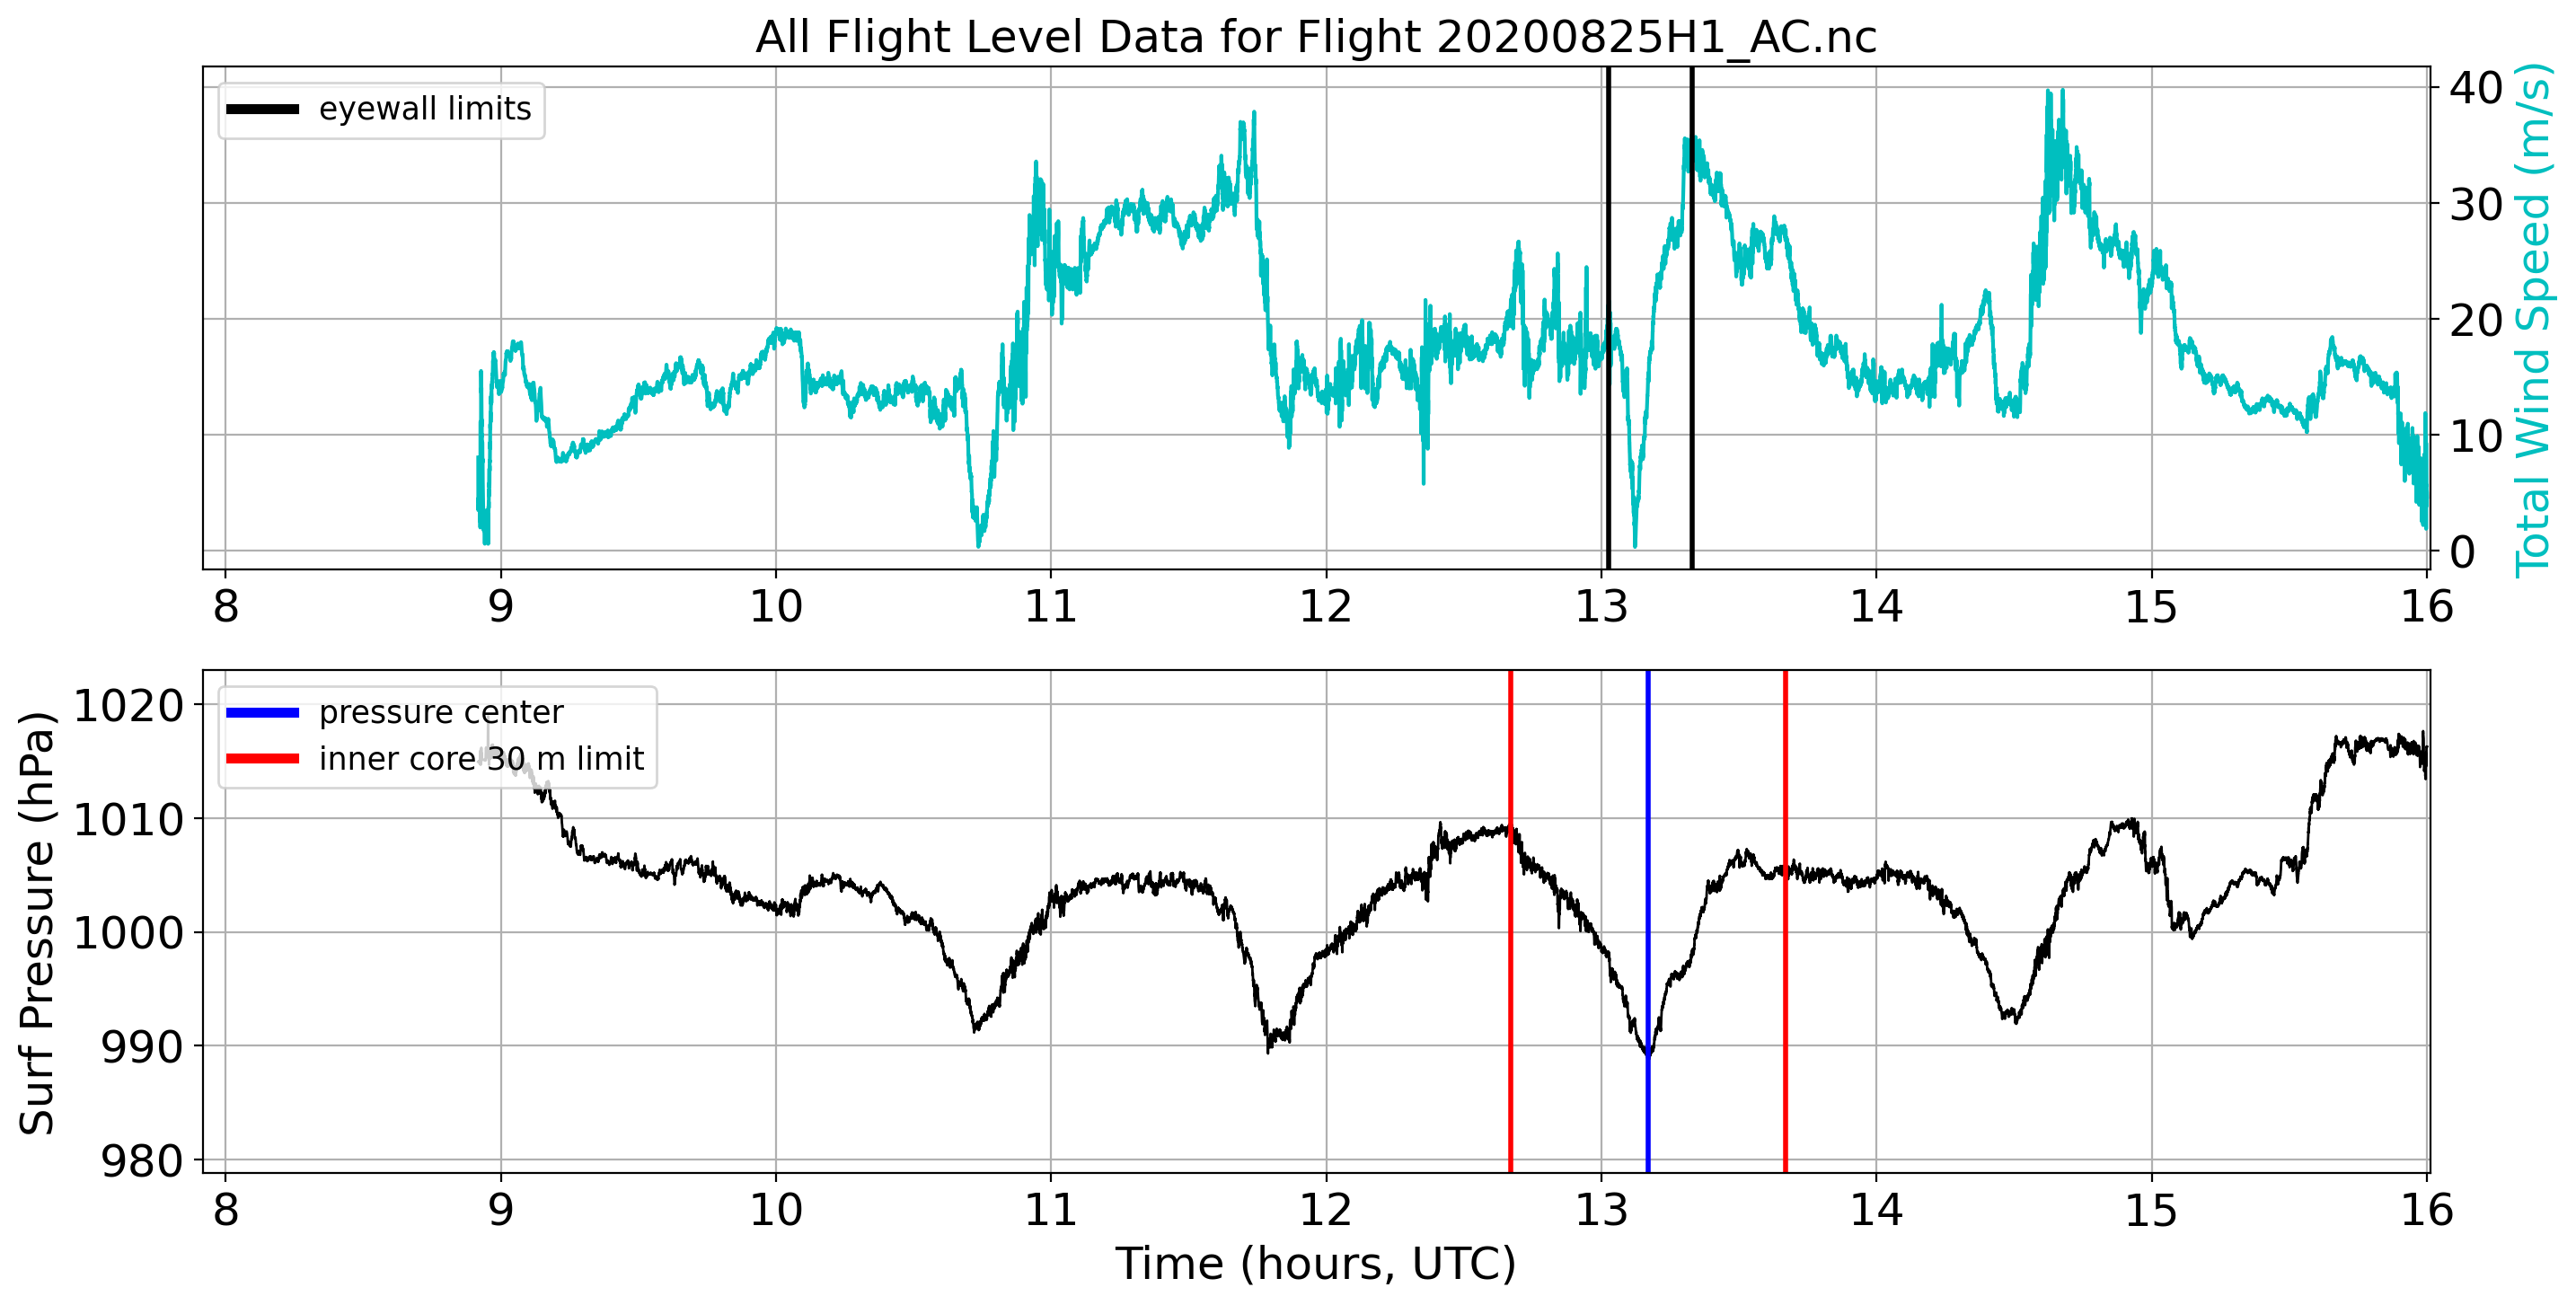 All Flight Level Data for Flight 20200825H1_AC.nc
eyewall limits
40
30
20
10
0
Total Wind Speed (m/s)
8 9 10 11 12 13 14 15 16
1020
1010
1000
990
980
Surf Pressure (hPa)
pressure center
inner core 30 m limit
8 9 10 11 12 13 14 15 16
Time (hours, UTC)